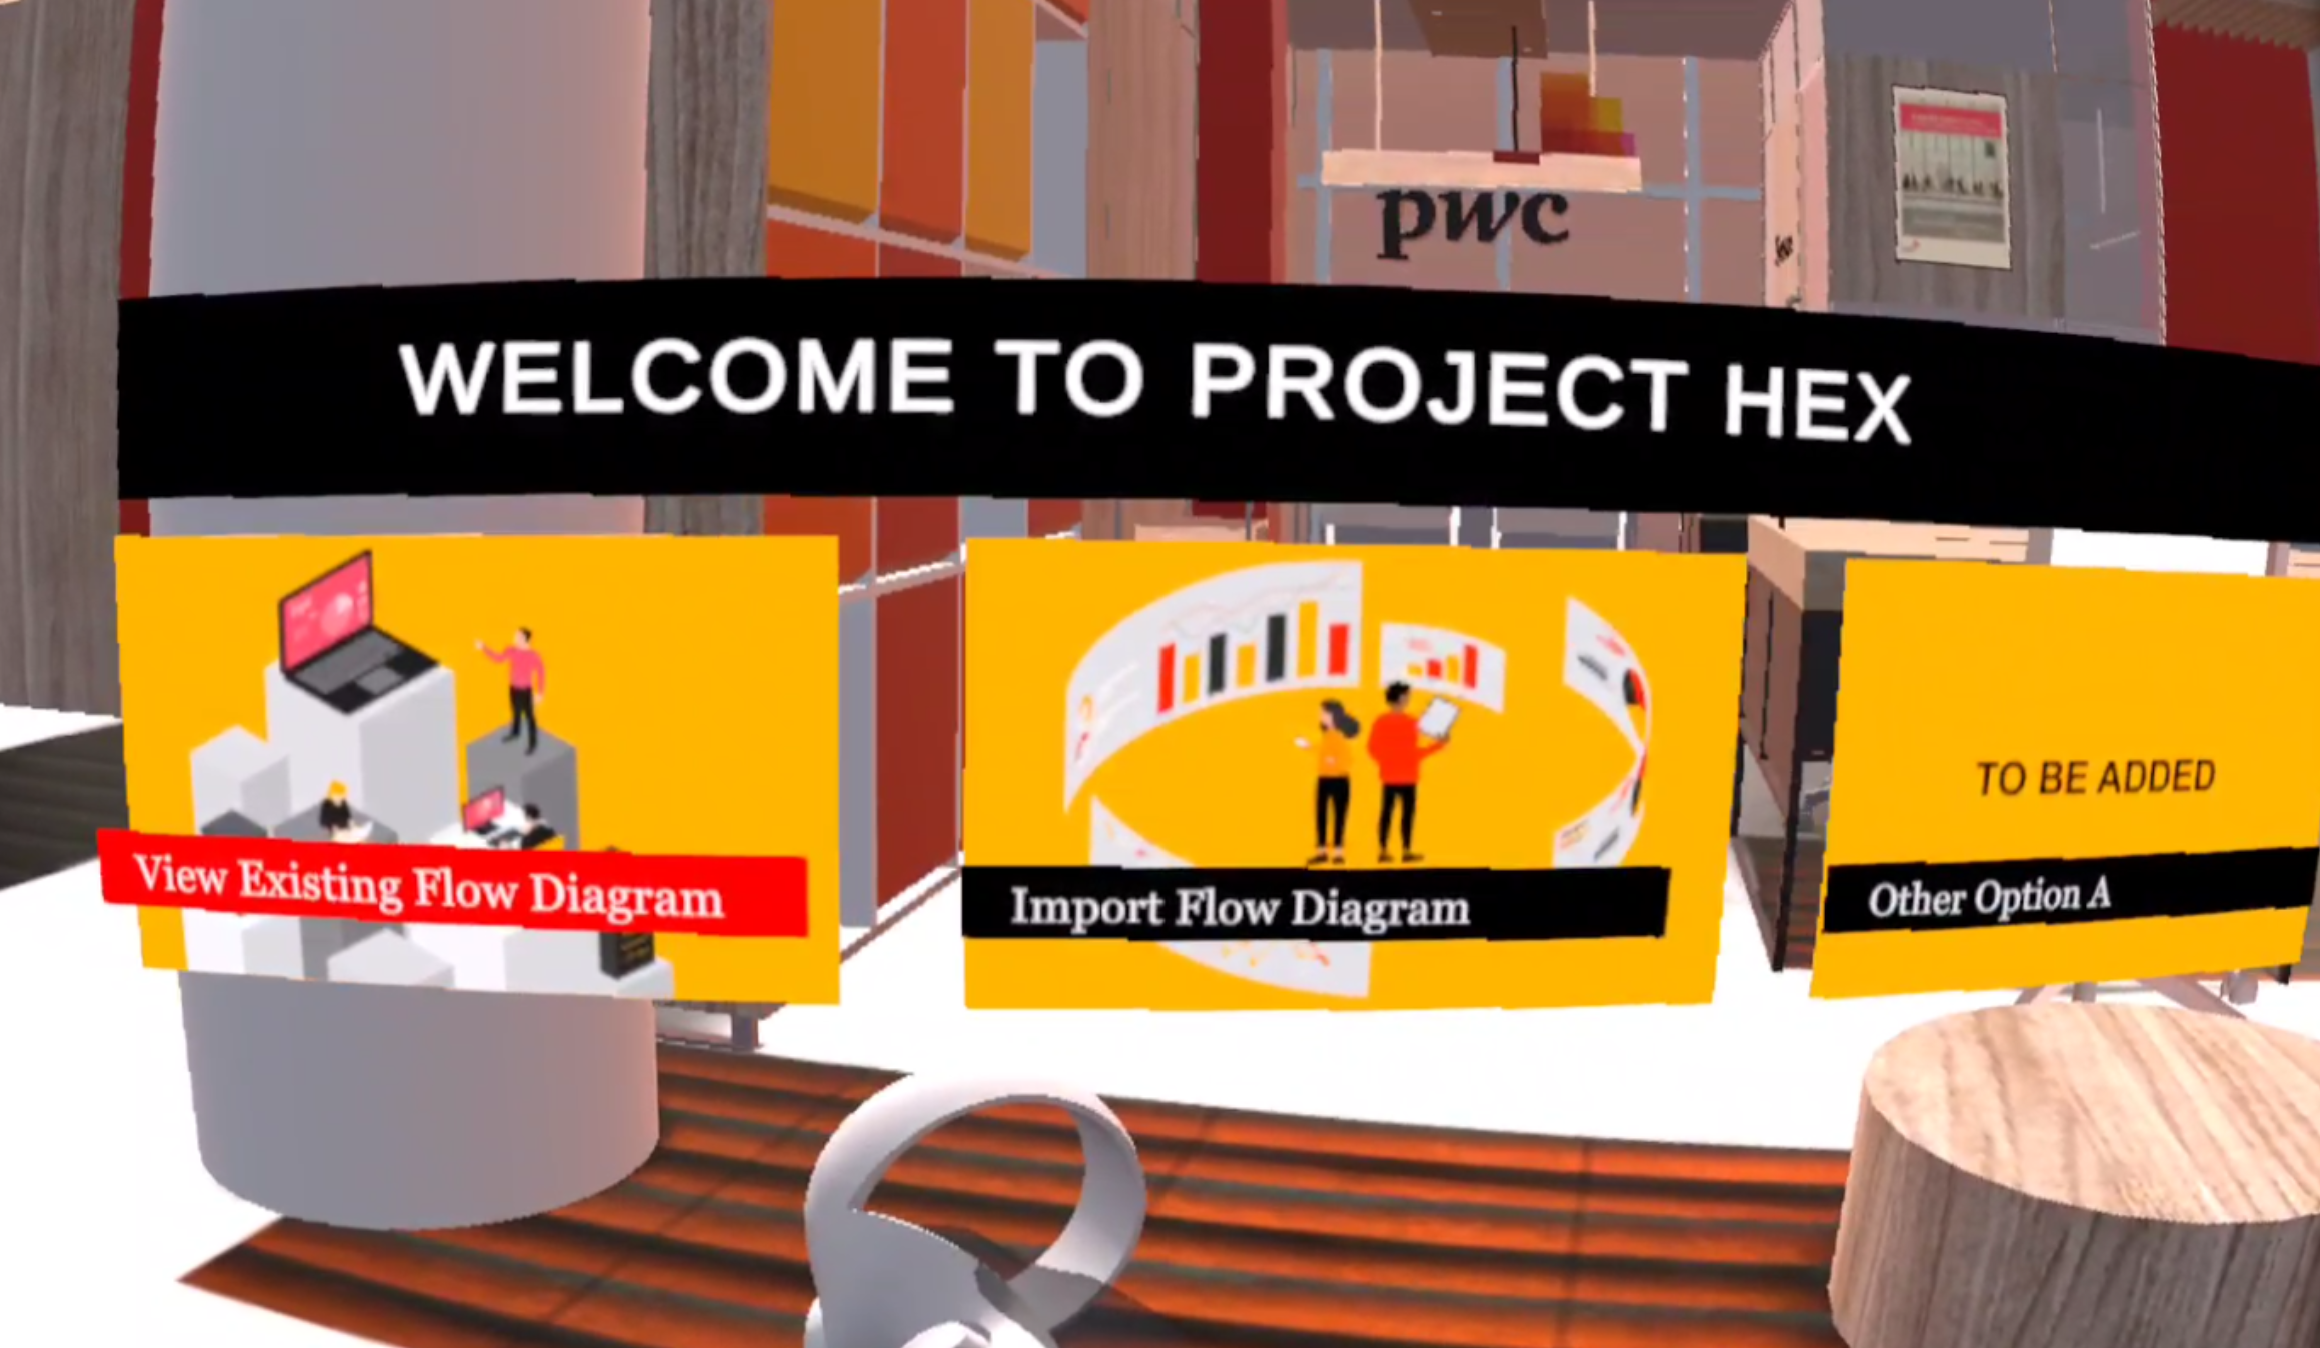 pwc
WELCOME TO PROJECT HEX
TO BE ADDED
View Existing Flow Diagram
Import Flow Diagram
Other Option A